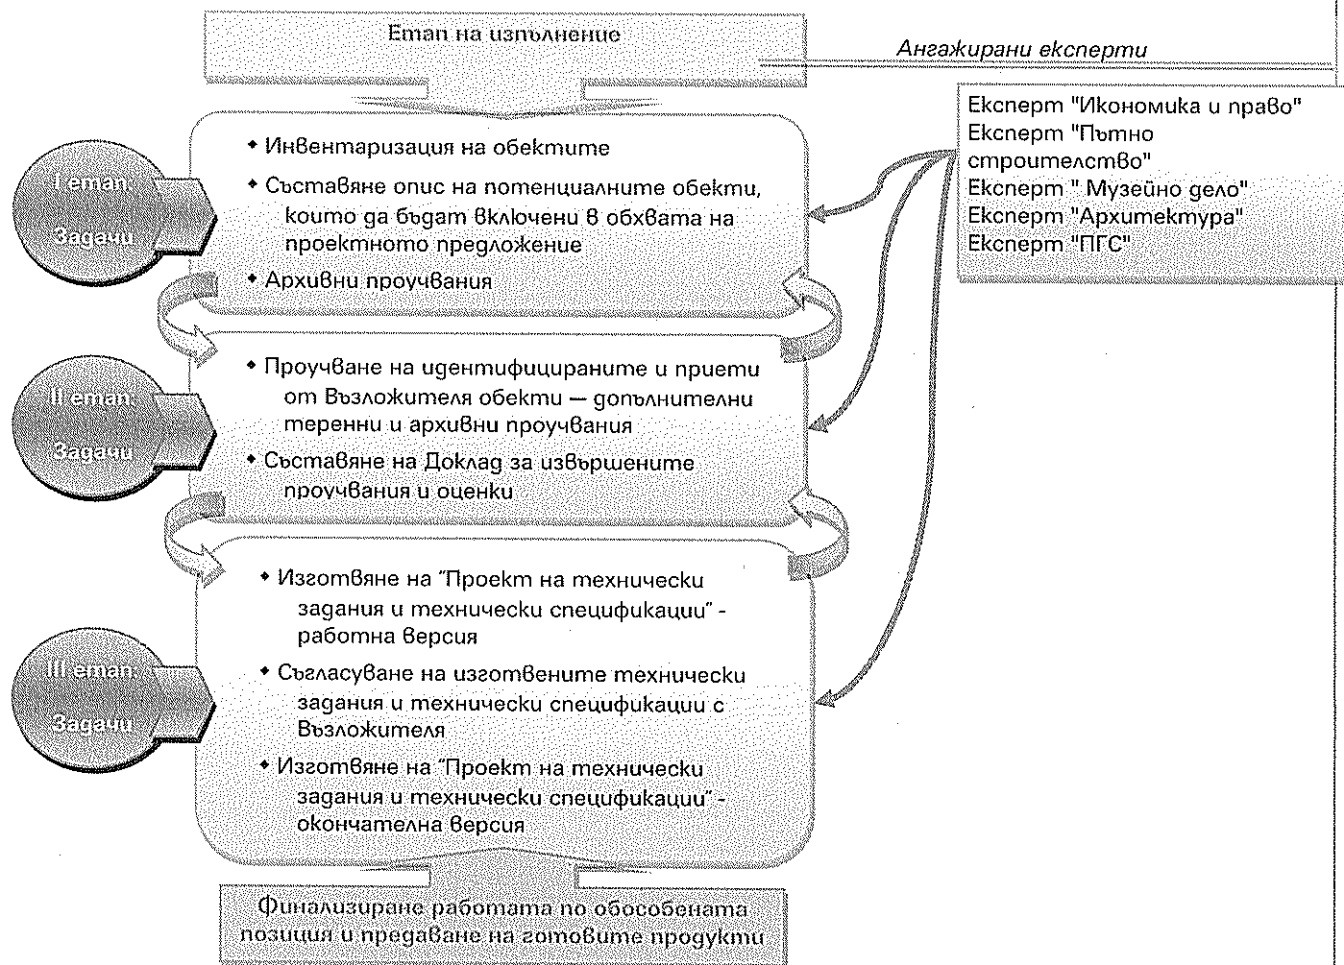 Етап на изпълнение
Ангажирани експерти
Експерт "Икономика и право"
Експерт "Пътно
строителство"
Експерт " Музейно дело"
Експерт "Архитектура"
Експерт "ПГС"
I етап:
Задачи
• Инвентаризация на обектите
• Съставяне опис на потенциалните обекти,
които да бъдат включени в обхвата на
проектното предложение
• Архивни проучвания
II етап:
Задачи
• Проучване на идентифицираните и приети
от Възложителя обекти — допълнителни
теренни и архивни проучвания
• Съставяне на Доклад за извършените
проучвания и оценки
III етап:
Задачи
• Изготвяне на "Проект на технически
задания и технически спецификации" -
работна версия
• Съгласуване на изготвените технически
задания и технически спецификации с
Възложителя
• Изготвяне на "Проект на технически
задания и технически спецификации" -
окончателна версия
Финализиране работата по обособената
позиция и предаване на готовите продукти